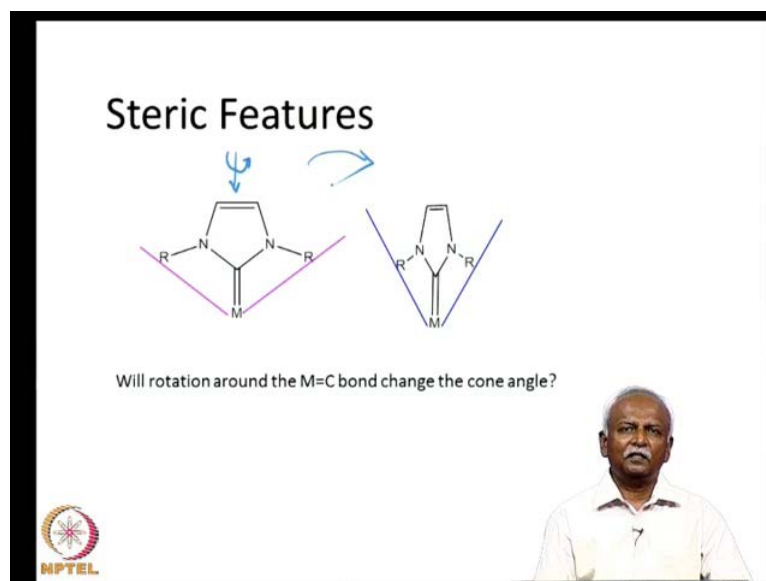 Steric Features
N N
R R
M
N N
R R
M
Will rotation around the M=C bond change the cone angle?
NPTEL